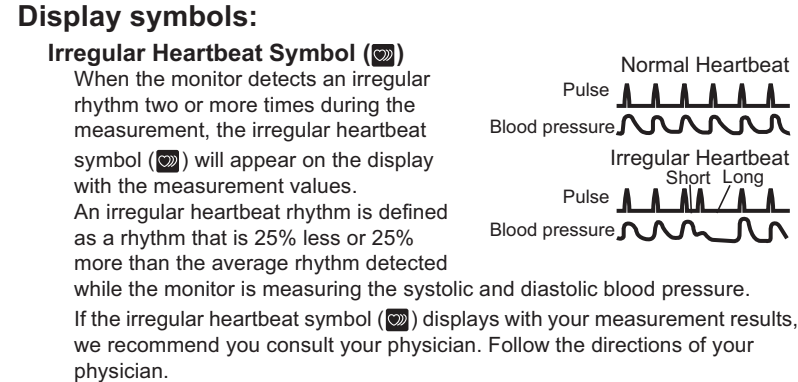 Display symbols:
Irregular Heartbeat Symbol ( )
When the monitor detects an irregular
rhythm two or more times during the
measurement, the irregular heartbeat
symbol ( ) will appear on the display
with the measurement values.
An irregular heartbeat rhythm is defined
as a rhythm that is 25% less or 25%
more than the average rhythm detected
while the monitor is measuring the systolic and diastolic blood pressure.
If the irregular heartbeat symbol ( ) displays with your measurement results,
we recommend you consult your physician. Follow the directions of your
physician.
Normal Heartbeat
Pulse
Blood pressure
Irregular Heartbeat
Short Long
Pulse
Blood pressure